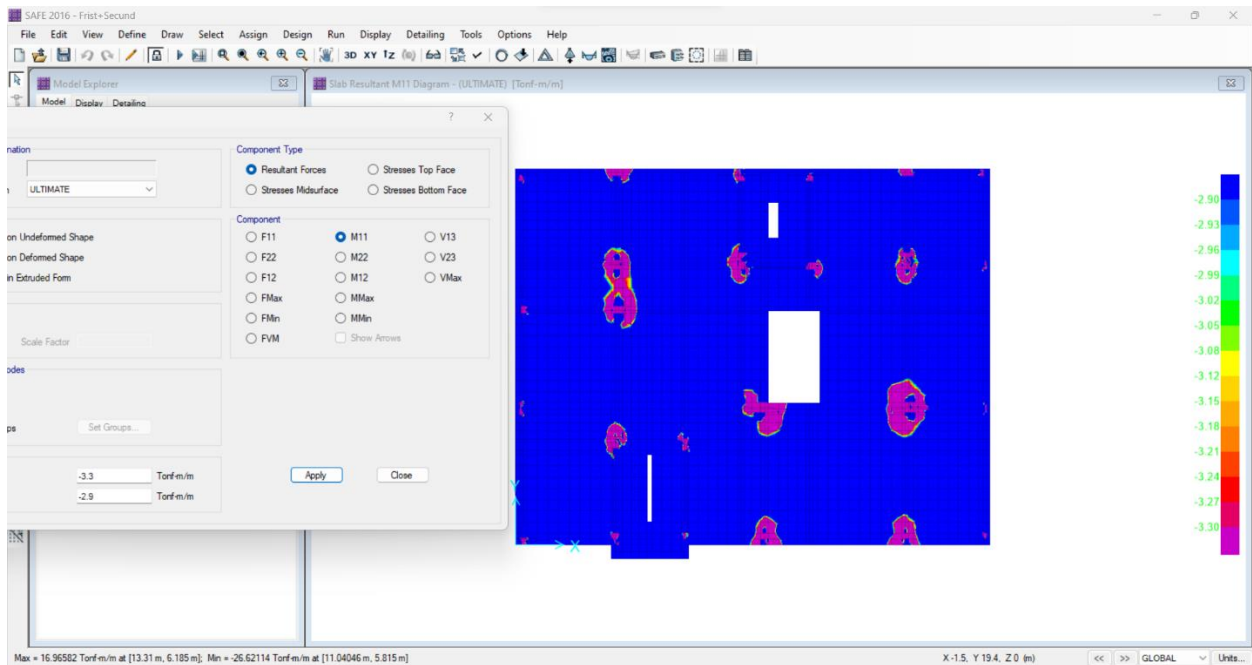 SAFE 2016 - Frist+Secund
File Edit View Define Draw Select Assign Design Run Display Detailing Tools Options Help
3D XY
Model Explorer
Slab Resultant M11 Diagram - (ULTIMATE) [Tonf-m/m]
Model Display Detailing
nation
ULTIMATE
on Undeformed Shape
on Deformed Shape
in Extruded Form
Scale Factor
odes
ps
Set Groups...
-3.3 Tonf-m/m
-2.9 Tonf-m/m
Component Type
Resultant Forces Stresses Top Face
Stresses Midsurface Stresses Bottom Face
Component
F11 M11 V13
F22 M22 V23
F12 M12 VMax
FMax MMax
FMin MMin
FVM Show Arrows
Apply Close
Y
X
-2.90
-2.93
-2.96
-2.99
-3.02
-3.05
-3.08
-3.12
-3.15
-3.18
-3.21
-3.24
-3.27
-3.30
Max = 16.96582 Tonf-m/m at [13.31 m, 6.185 m]; Min = -26.62114 Tonf-m/m at [11.04046 m, 5.815 m]
X -1.5, Y 19.4, Z 0 (m)
<< >> GLOBAL Units...